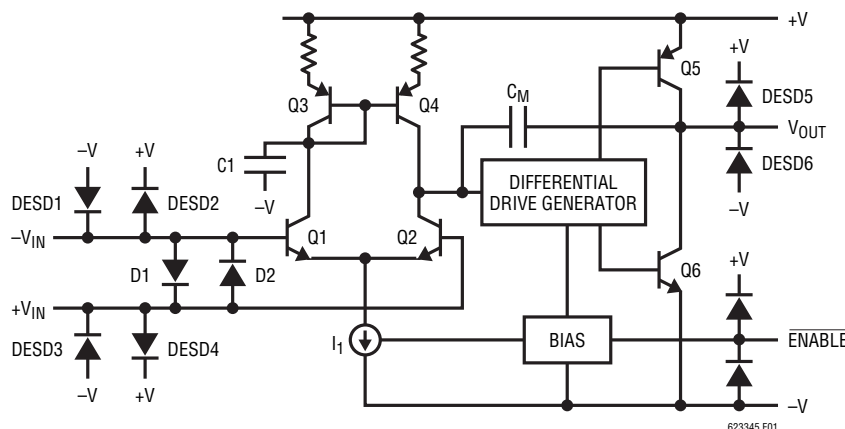 +V
Q3
Q4
Q5
+V
DESD5
CM
C1
–V
VOUT
–V
+V
DESD1
DESD2
DIFFERENTIAL
DRIVE GENERATOR
DESD6
–V
–VIN
Q1
Q2
D1
D2
Q6
+V
+VIN
DESD3
DESD4
I1
BIAS
ENABLE
–V
+V
–V
623345 F01